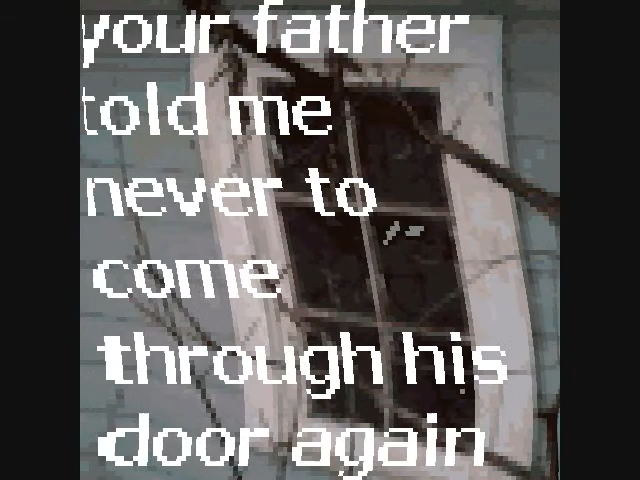 your father
told me
never to
come
through his
door again